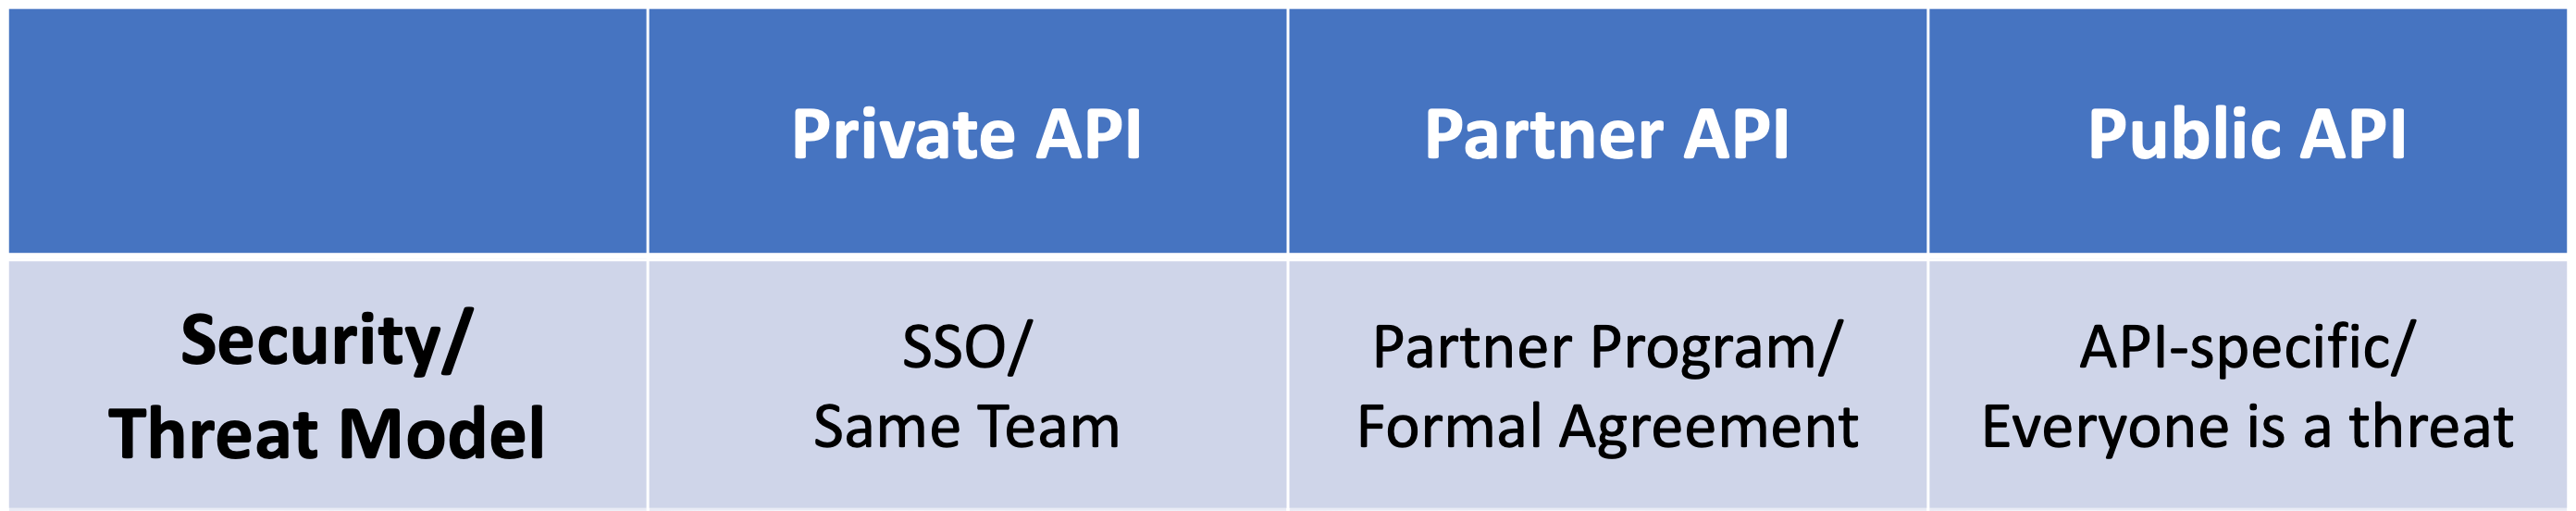 Private API
Partner API
Public API
Security/
Threat Model
SSO/
Same Team
Partner Program/
Formal Agreement
API-specific/
Everyone is a threat